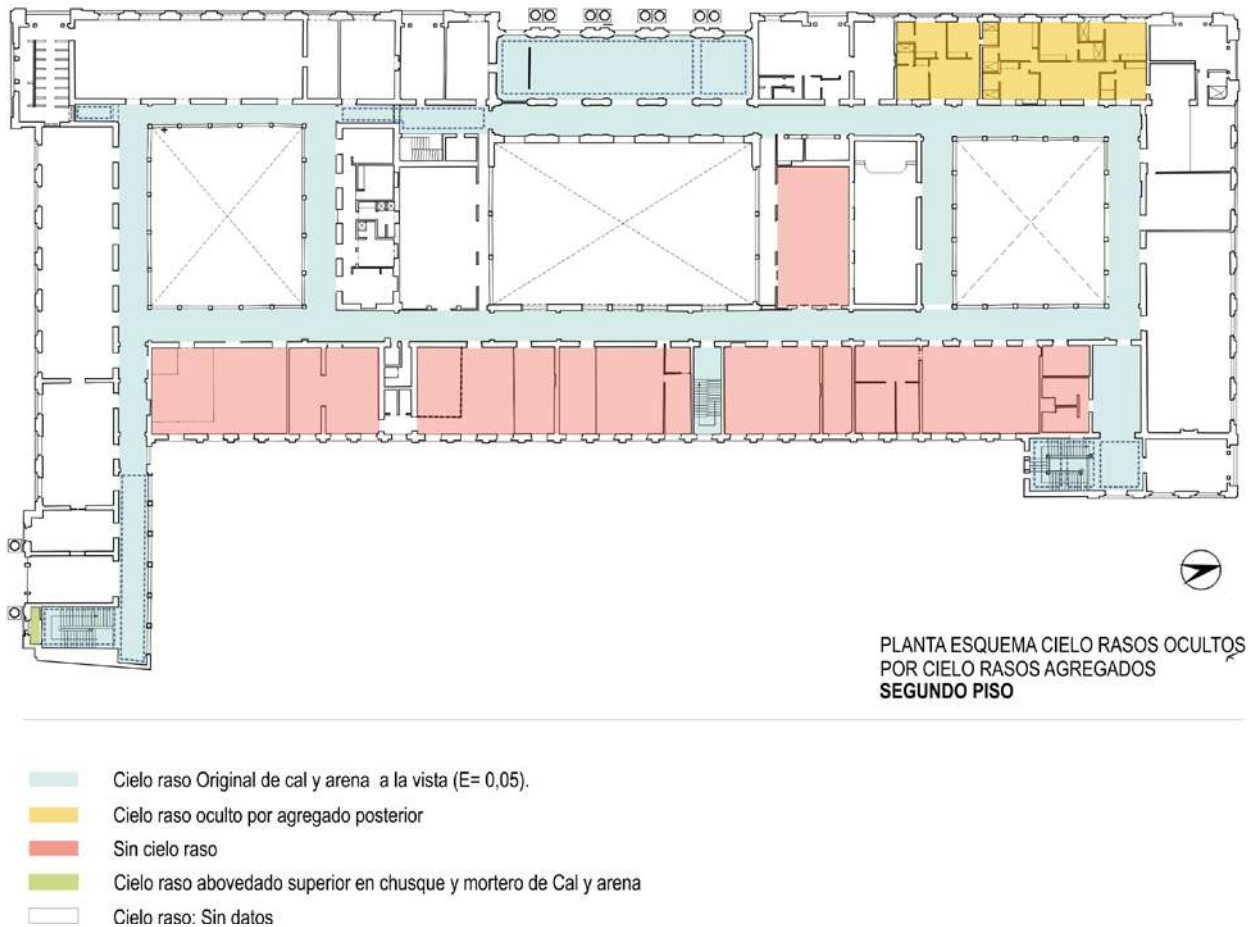 PLANTA ESQUEMA CIELO RASOS OCULTOS
POR CIELO RASOS AGREGADOS
SEGUNDO PISO
Cielo raso Original de cal y arena a la vista (E= 0,05).
Cielo raso oculto por agregado posterior
Sin cielo raso
Cielo raso abovedado superior en chusque y mortero de Cal y arena
Cielo raso: Sin datos